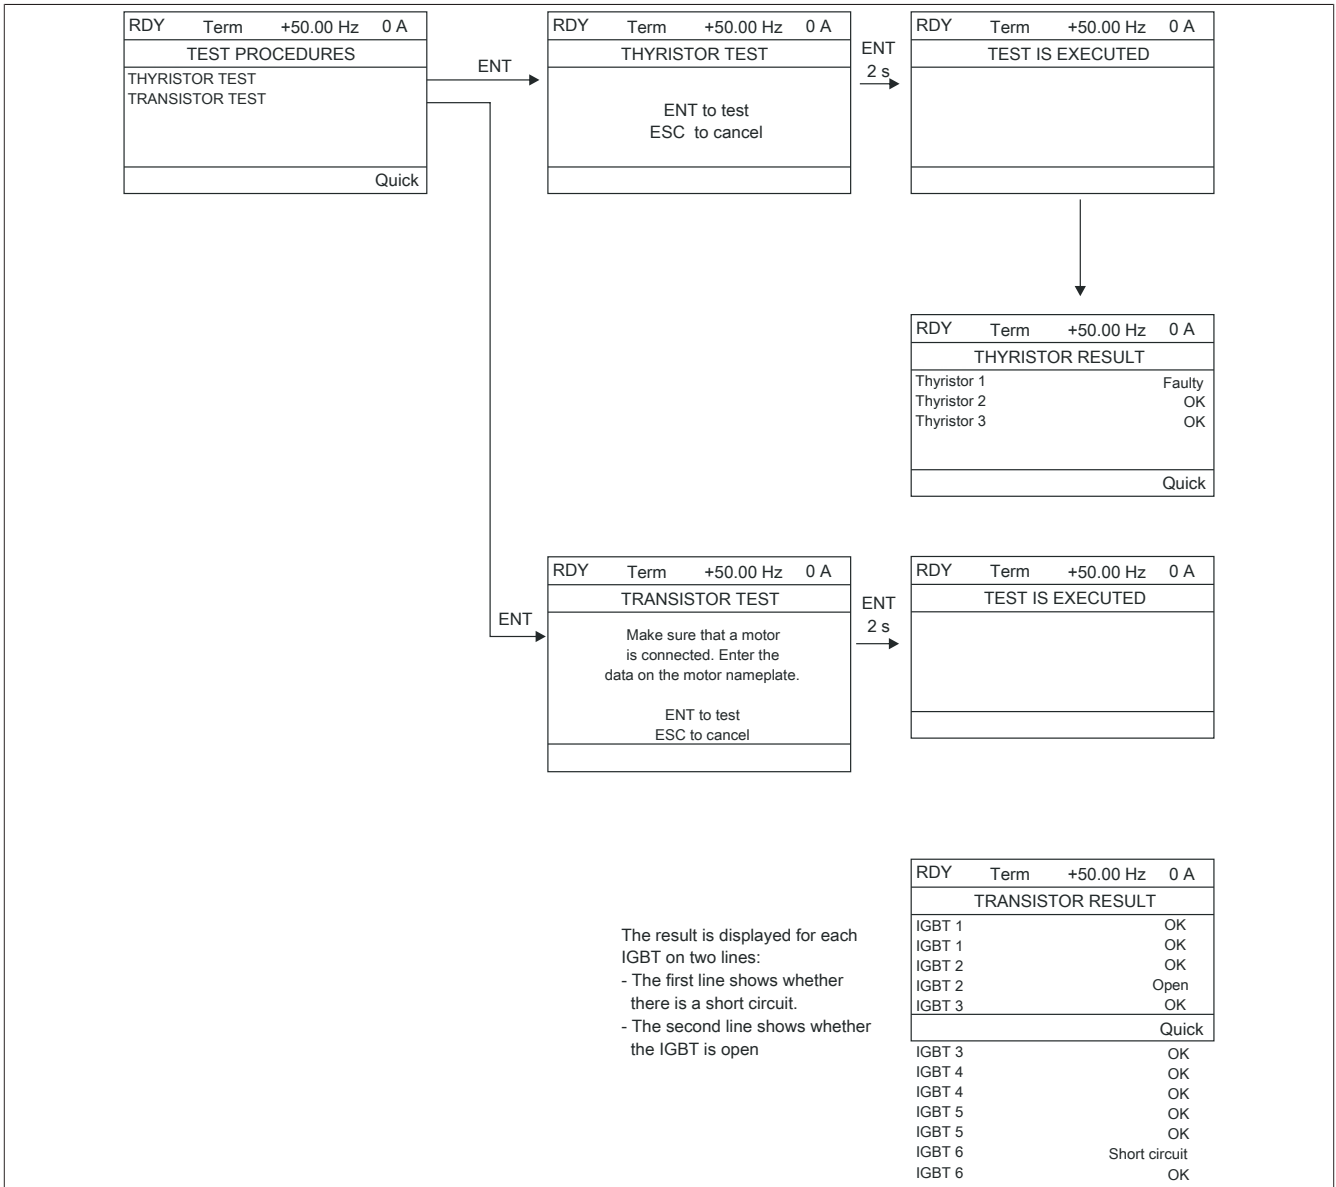 RDY Term +50.00 Hz 0 A
TEST PROCEDURES
THYRISTOR TEST
TRANSISTOR TEST
Quick
ENT
RDY Term +50.00 Hz 0 A
THYRISTOR TEST
ENT to test
ESC to cancel
ENT
2 s
RDY Term +50.00 Hz 0 A
TEST IS EXECUTED
RDY Term +50.00 Hz 0 A
THYRISTOR RESULT
Thyristor 1 Faulty
Thyristor 2 OK
Thyristor 3 OK
Quick
ENT
RDY Term +50.00 Hz 0 A
TRANSISTOR TEST
Make sure that a motor
is connected. Enter the
data on the motor nameplate.
ENT to test
ESC to cancel
ENT
2 s
RDY Term +50.00 Hz 0 A
TEST IS EXECUTED
The result is displayed for each
IGBT on two lines:
- The first line shows whether
there is a short circuit.
- The second line shows whether
the IGBT is open
RDY Term +50.00 Hz 0 A
TRANSISTOR RESULT
IGBT 1 OK
IGBT 1 OK
IGBT 2 OK
IGBT 2 Open
IGBT 3 OK
Quick
IGBT 3 OK
IGBT 4 OK
IGBT 4 OK
IGBT 5 OK
IGBT 5 OK
IGBT 6 Short circuit
IGBT 6 OK